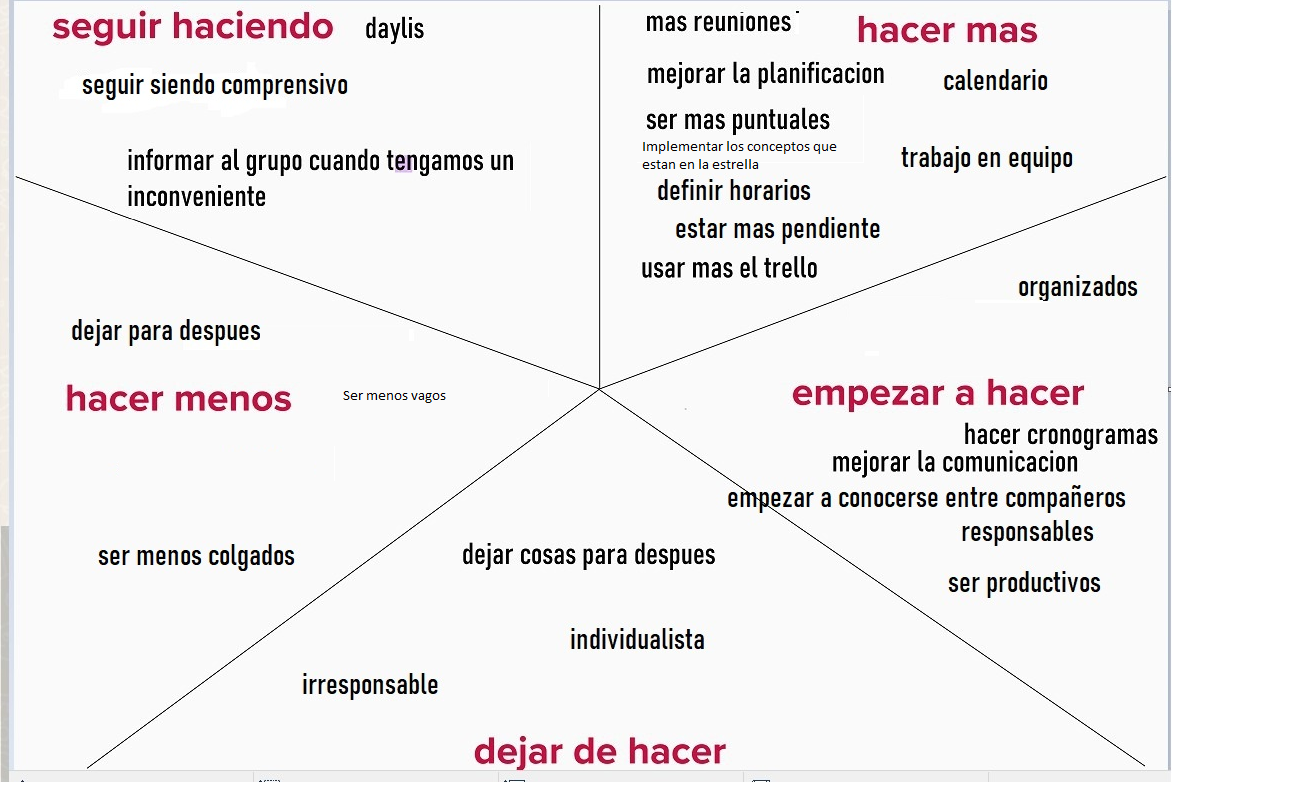 seguir haciendo
daylis
seguir siendo comprensivo
informar al grupo cuando tengamos un
inconveniente
mas reuniones
hacer mas
mejorar la planificacion
calendario
ser mas puntuales
Implementar los conceptos que
estan en la estrella
trabajo en equipo
definir horarios
estar mas pendiente
usar mas el trello
dejar para despues
hacer menos
Ser menos vagos
ser menos colgados
organizados
empezar a hacer
hacer cronogramas
mejorar la comunicacion
empezar a conocerse entre compañeros
responsables
ser productivos
dejar cosas para despues
individualista
irresponsable
dejar de hacer